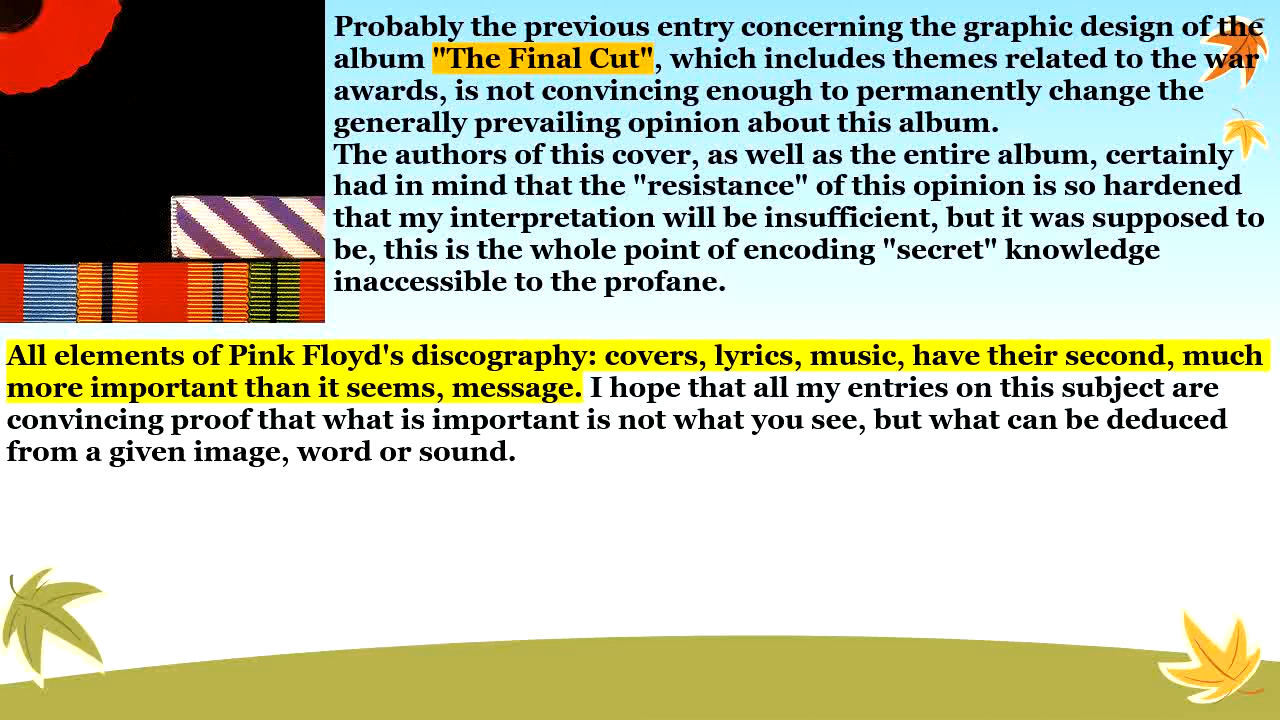 Probably the previous entry concerning the graphic design of the
album "The Final Cut", which includes themes related to the war
awards, is not convincing enough to permanently change the
generally prevailing opinion about this album.
The authors of this cover, as well as the entire album, certainly
had in mind that the "resistance" of this opinion is so hardened
that my interpretation will be insufficient, but it was supposed to
be, this is the whole point of encoding "secret" knowledge
inaccessible to the profane.
All elements of Pink Floyd's discography: covers, lyrics, music, have their second, much
more important than it seems, message. I hope that all my entries on this subject are
convincing proof that what is important is not what you see, but what can be deduced
from a given image, word or sound.